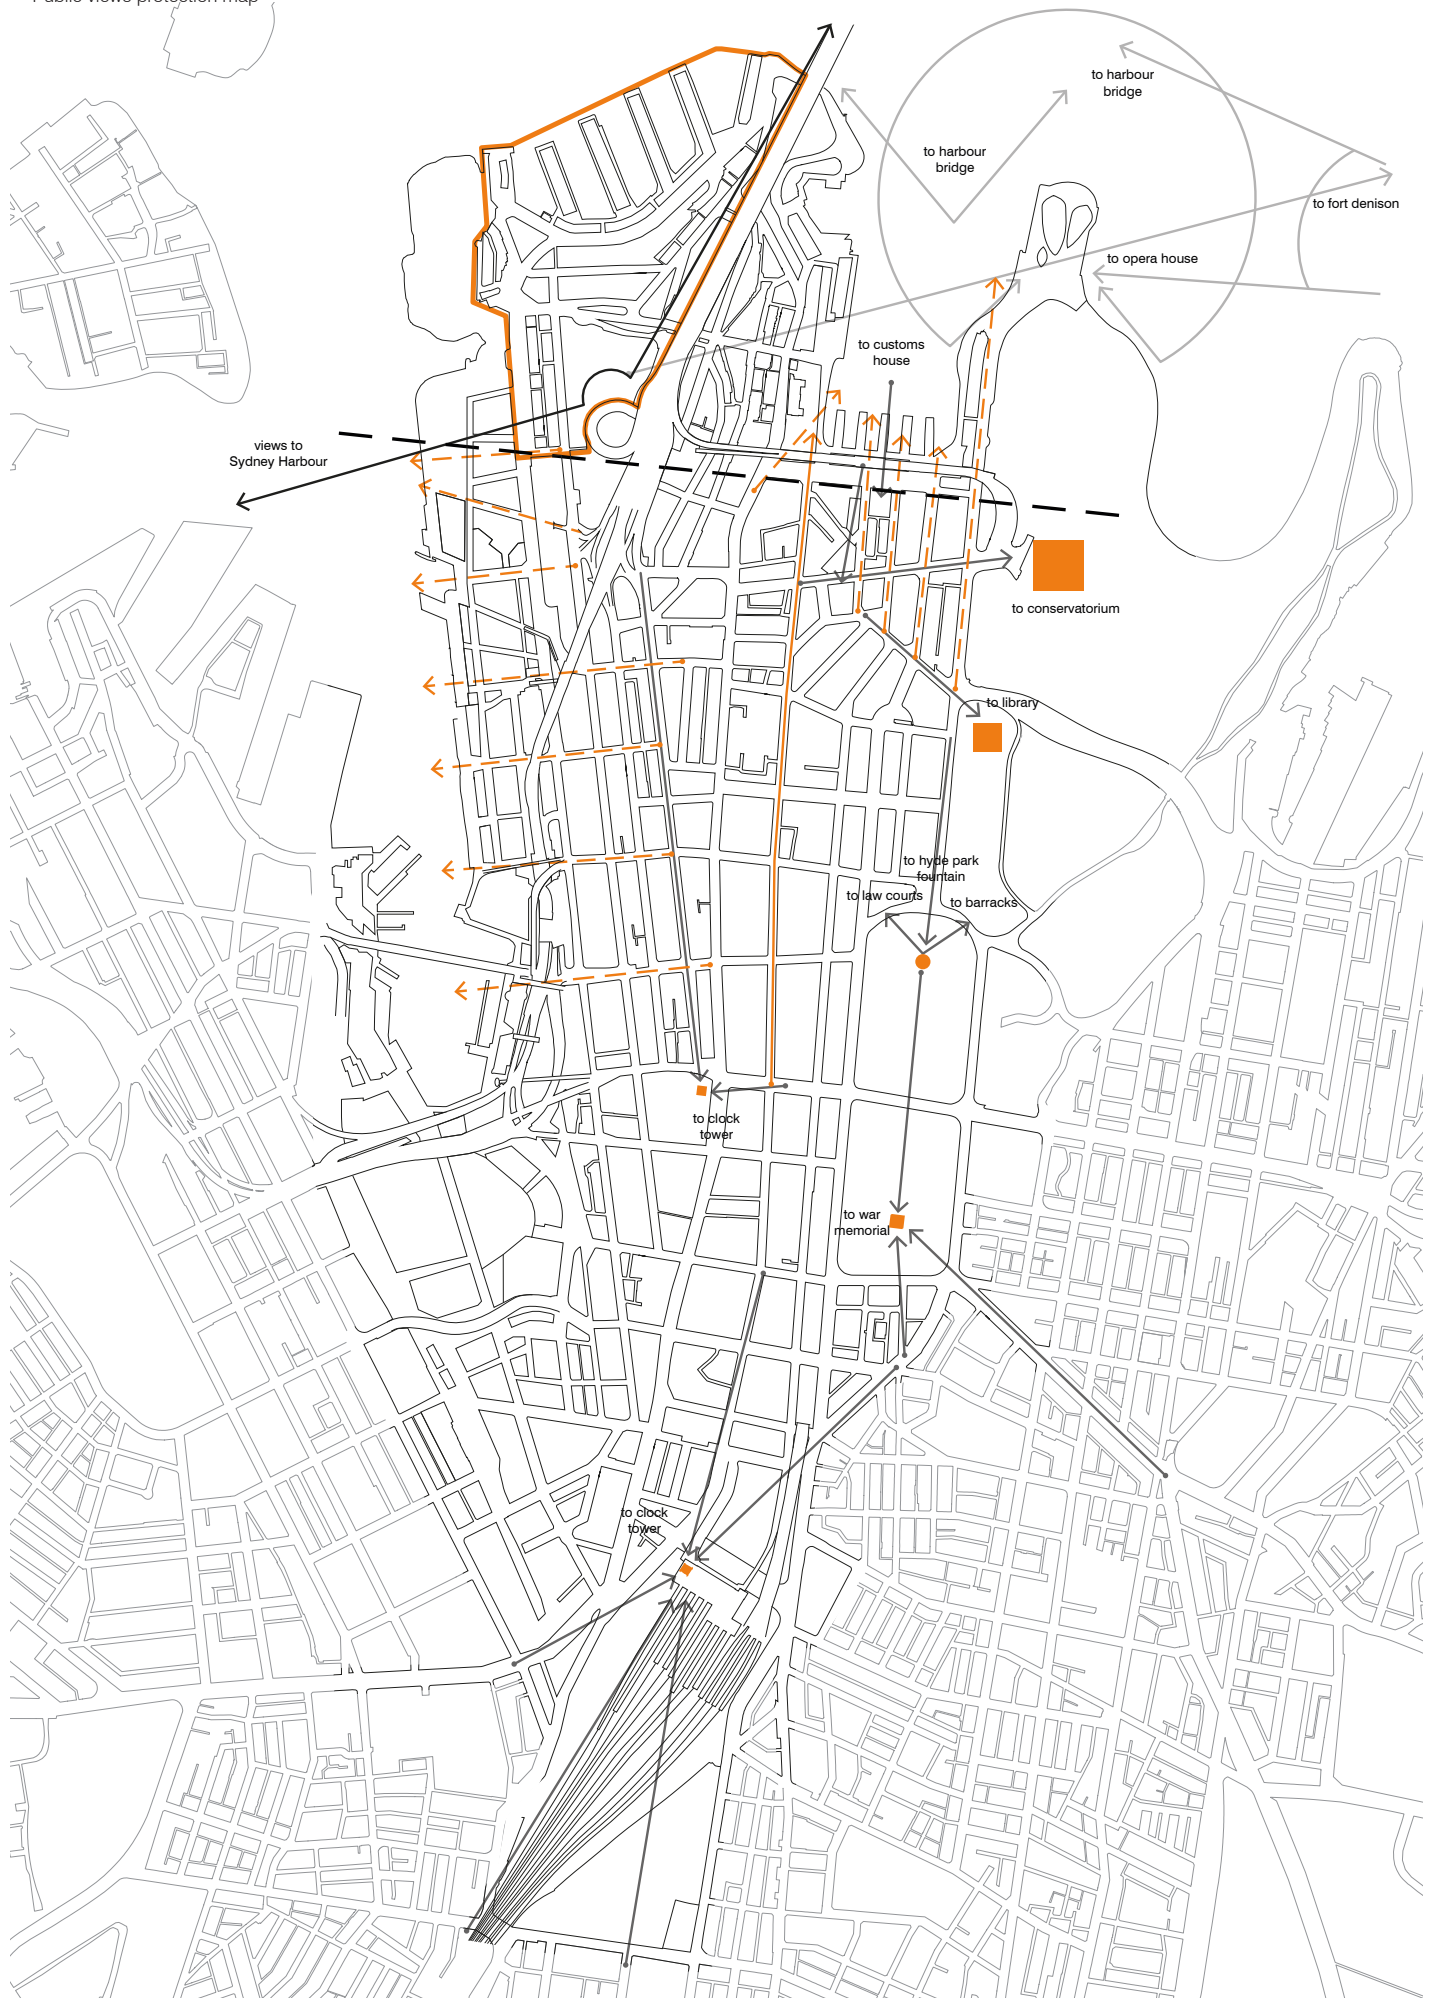 Public views protection map
to harbour
bridge
to harbour
bridge
to fort denison
to opera house
to customs
house
views to
Sydney Harbour
to conservatorium
to library
to hyde park
fountain
to law courts
to barracks
to clock
tower
to war
memorial
to clock
tower